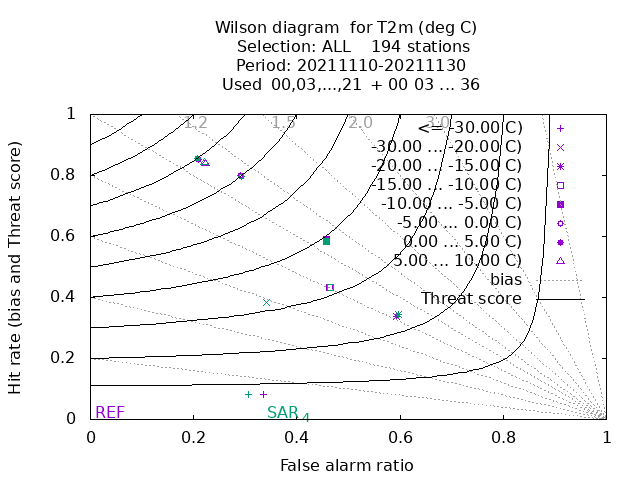 Wilson diagram  for T2m (deg C)
Selection: ALL    194 stations
Period: 20211110-20211130
Used  00,03,...,21  + 00 03 ... 36
1.2 1.5 2.0 3.0
<= -30.00 C)
-30.00 ... -20.00 C)
-20.00 ... -15.00 C)
-15.00 ... -10.00 C)
-10.00 ... -5.00 C)
-5.00 ... 0.00 C)
0.00 ... 5.00 C)
5.00 ... 10.00 C)
bias
Threat score
1
0.8
0.6
0.4
0.2
0
Hit rate (bias and Threat score)
REF SAR_4
0 0.2 0.4 0.6 0.8 1
False alarm ratio